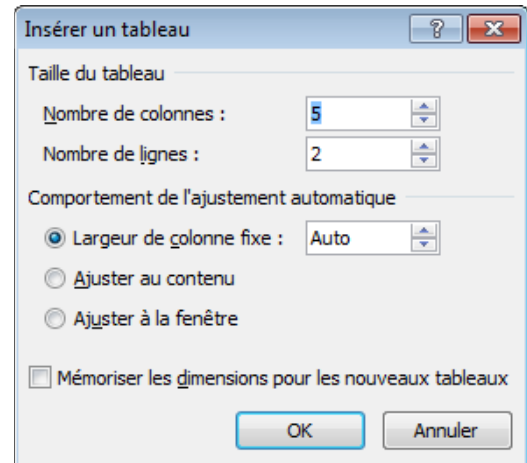 Insérer un tableau
Taille du tableau
Nombre de colonnes : 5
Nombre de lignes : 2
Comportement de l'ajustement automatique
Largeur de colonne fixe : Auto
Ajuster au contenu
Ajuster à la fenêtre
Mémoriser les dimensions pour les nouveaux tableaux
OK Annuler